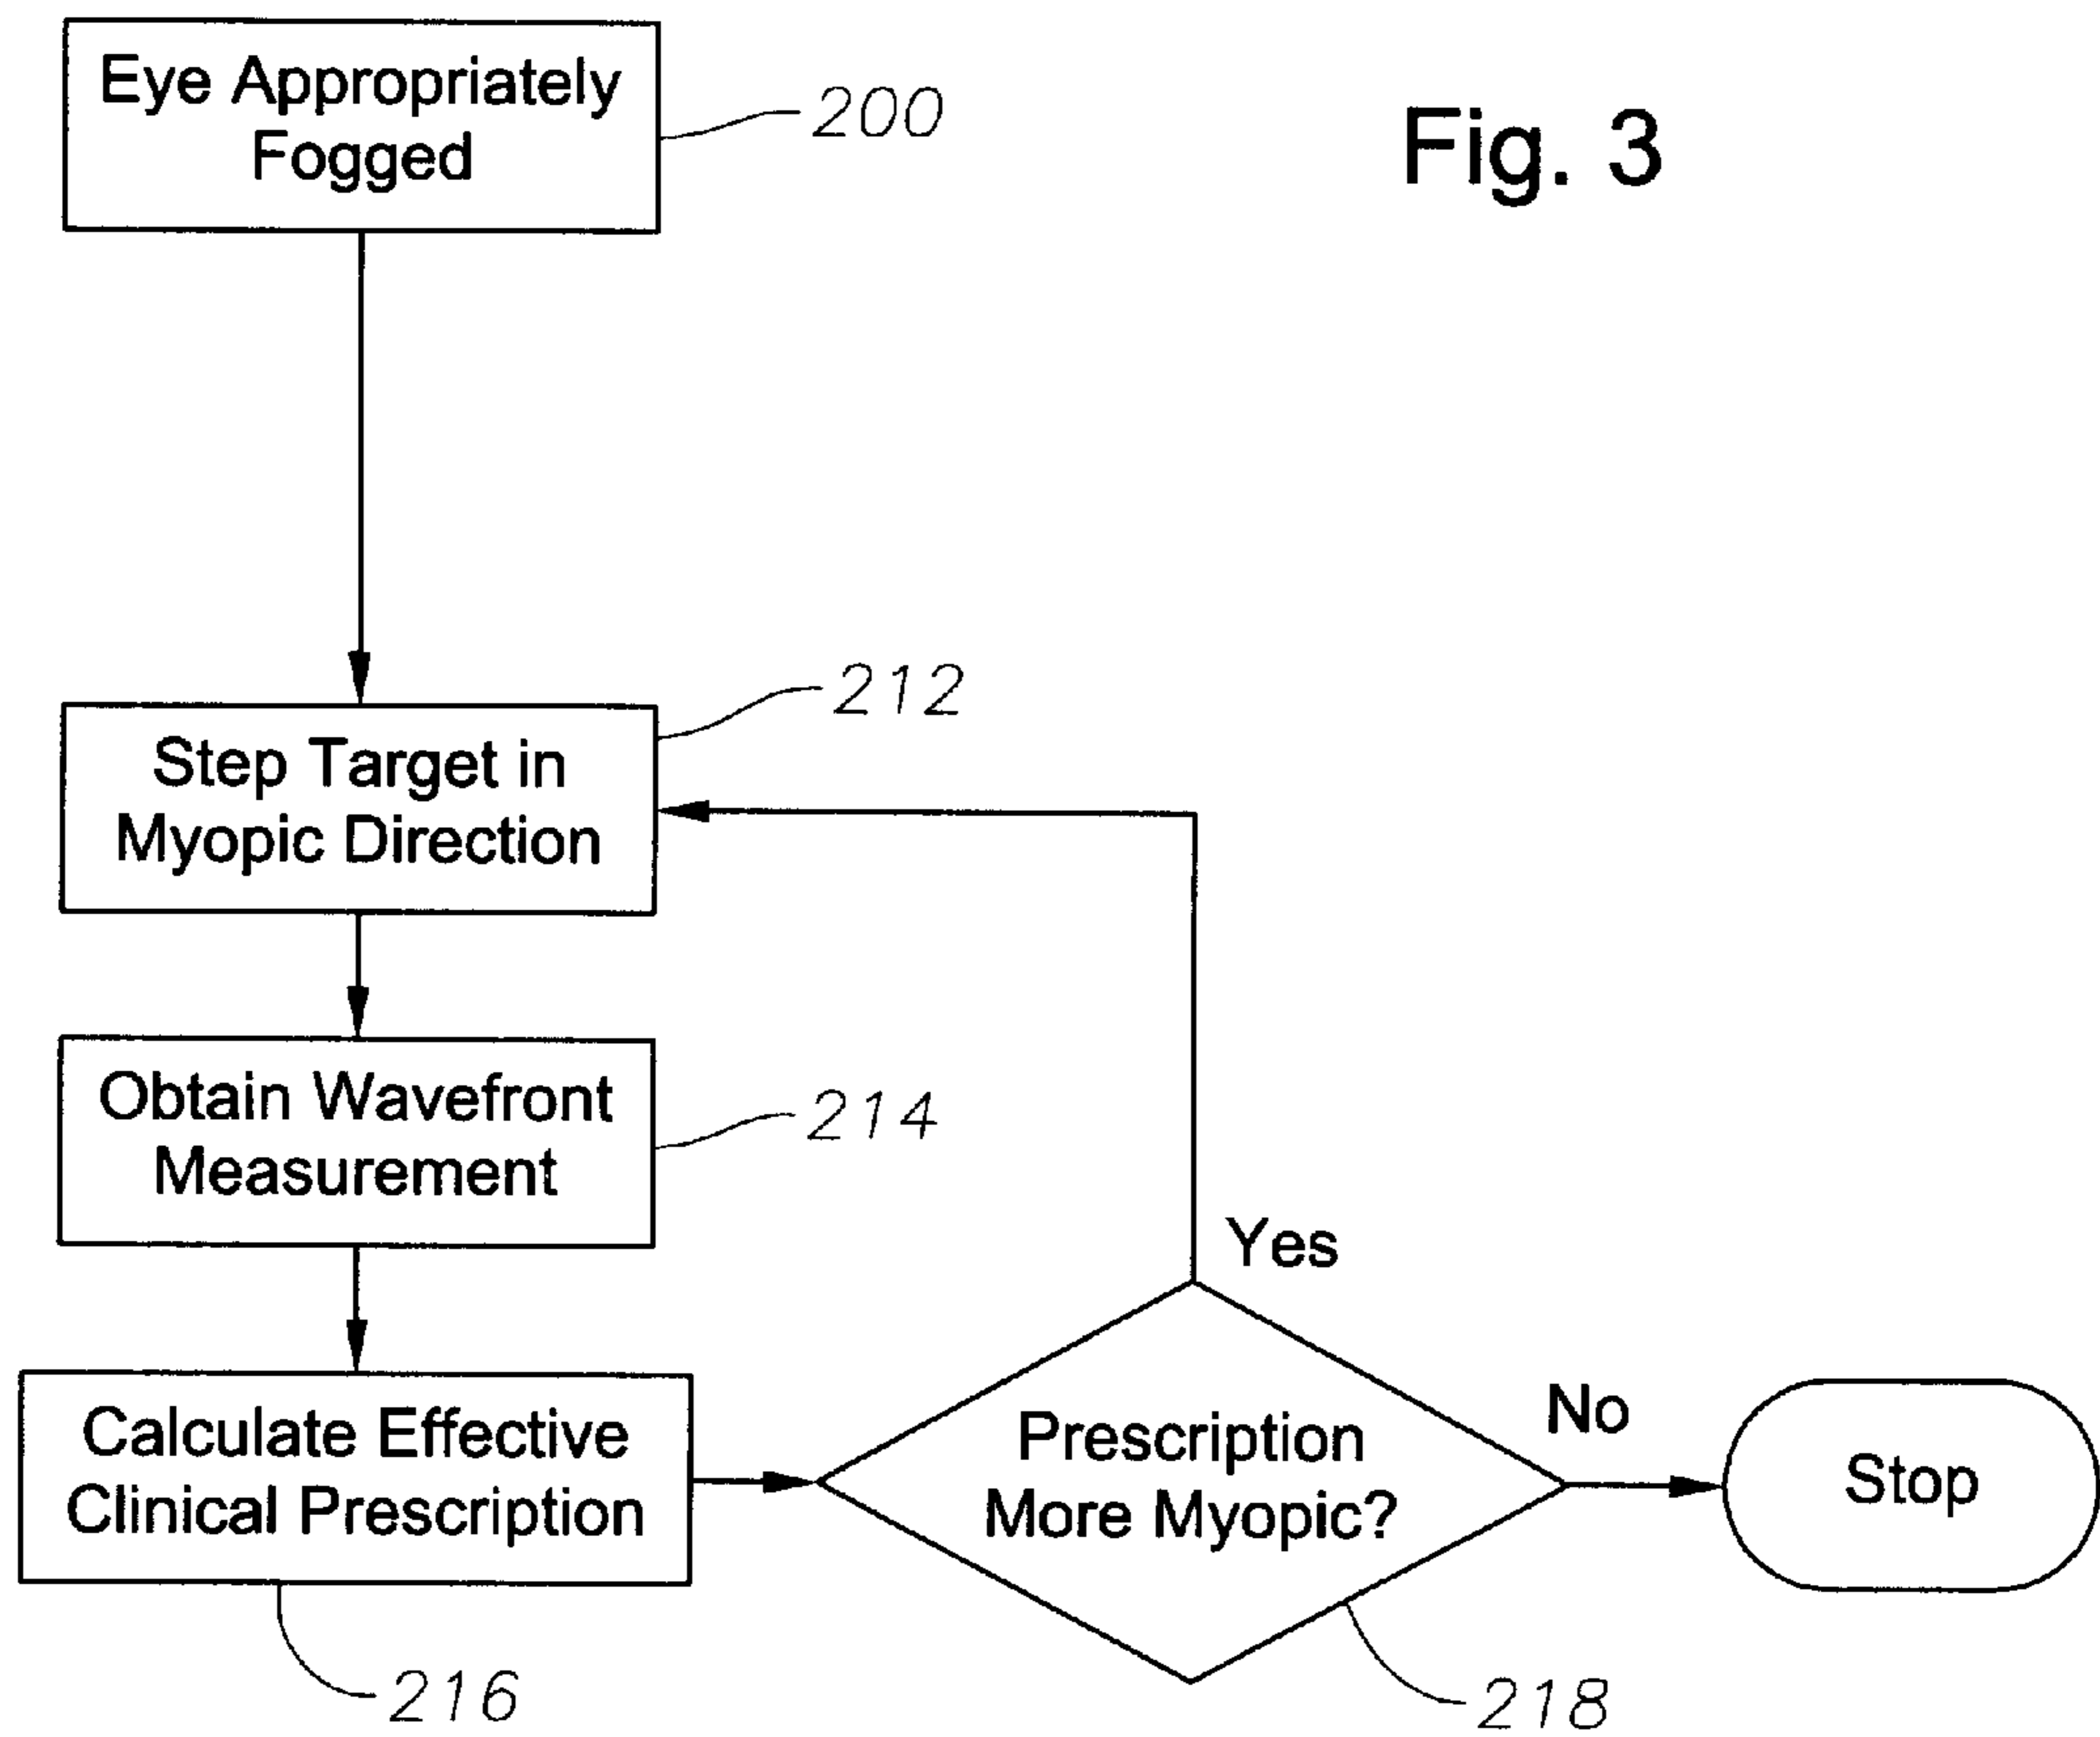 Eye Appropriately
Fogged
200
Fig. 3
212
Step Target in
Myopic Direction
Obtain Wavefront
Measurement
214
Yes
Calculate Effective
Clinical Prescription
Prescription
More Myopic?
No
Stop
216
218